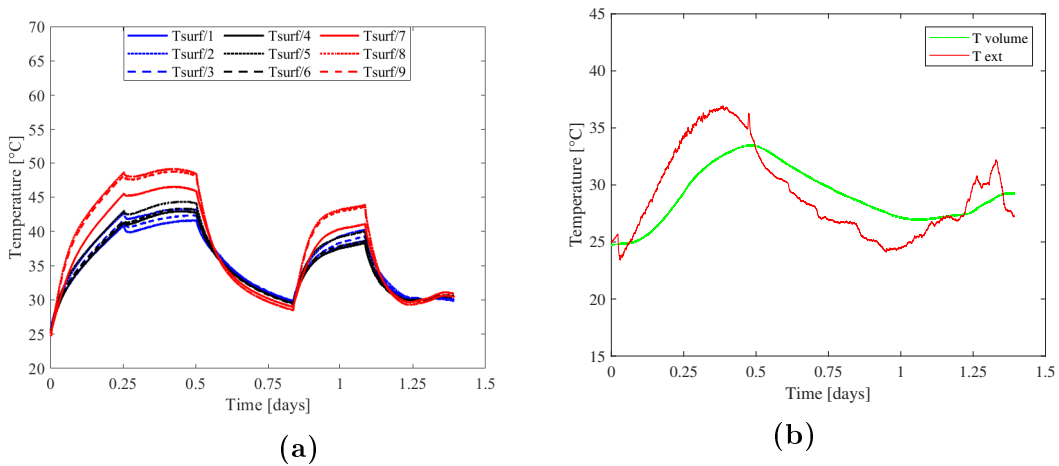 70
65
60
55
50
45
40
35
30
25
20
Temperature [°C]
Tsurf/1 Tsurf/4 Tsurf/7
Tsurf/2 Tsurf/5 Tsurf/8
Tsurf/3 Tsurf/6 Tsurf/9
0 0.25 0.5 0.75 1 1.25 1.5
Time [days]
(a)
45
40
35
30
25
20
15
Temperature [°C]
T volume
T ext
0 0.25 0.5 0.75 1 1.25 1.5
Time [days]
(b)